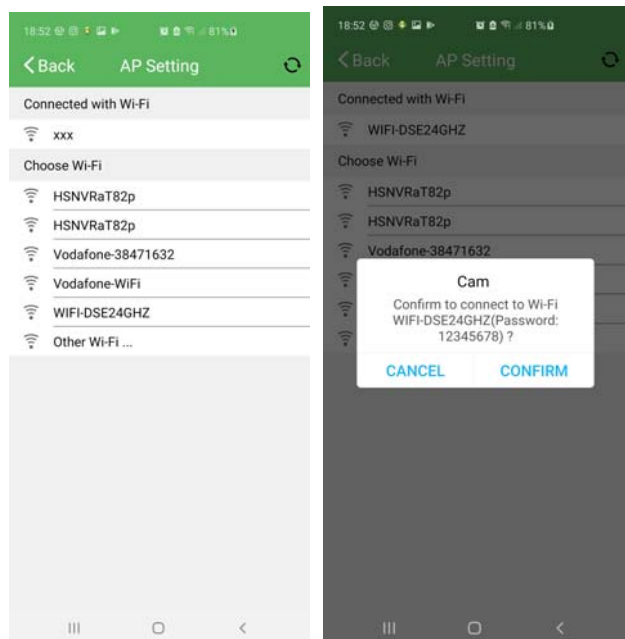 18:52 81%
Back AP Setting
Connected with Wi-Fi
xxx
Choose Wi-Fi
HSNVRaT82p
HSNVRaT82p
Vodafone-38471632
Vodafone-WiFi
WIFI-DSE24GHZ
Other Wi-Fi ...
18:52 81%
Back AP Setting
Connected with Wi-Fi
WIFI-DSE24GHZ
Choose Wi-Fi
HSNVRaT82p
HSNVRaT82p
Vodafone-38471632
Cam
Confirm to connect to Wi-Fi
WIFI-DSE24GHZ(Password:
12345678) ?
CANCEL CONFIRM